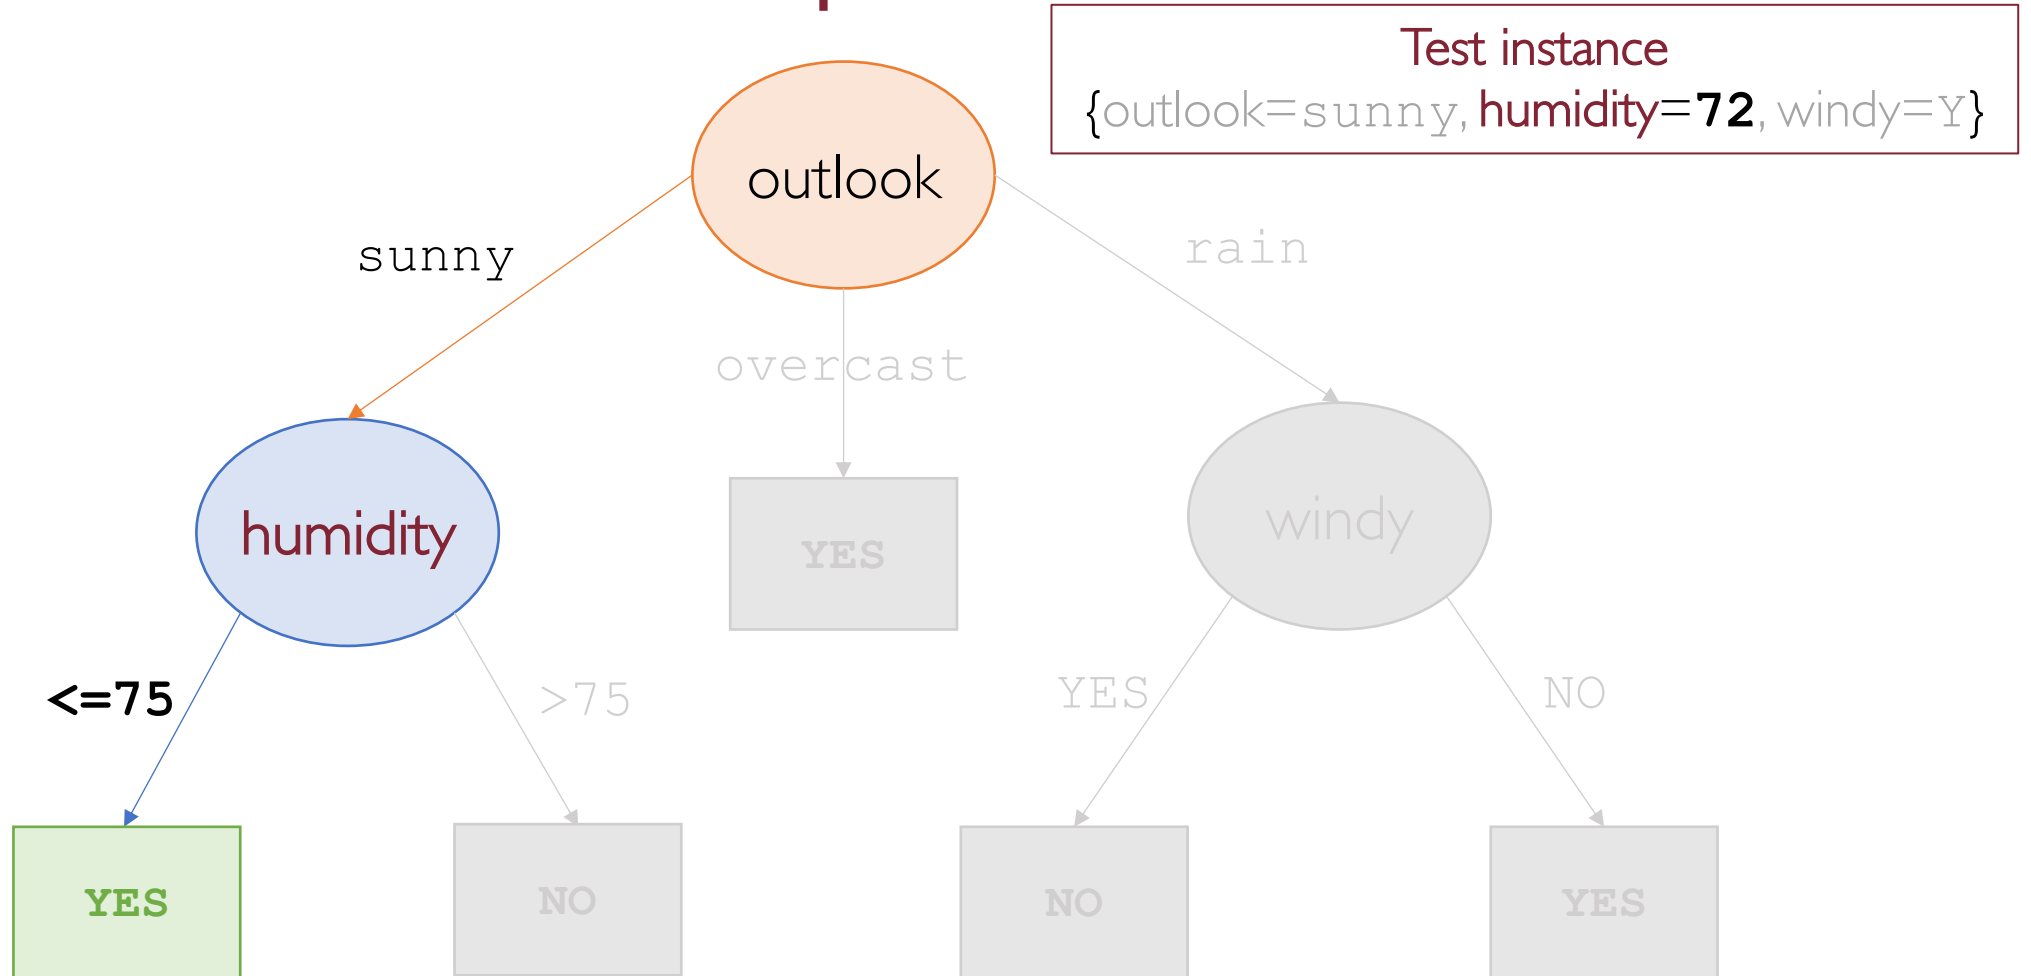 Test instance
{outlook=sunny, humidity=72, windy=Y}
outlook
sunny
rain
overcast
humidity
YES
windy
<=75
>75
YES
NO
YES
NO
NO
YES